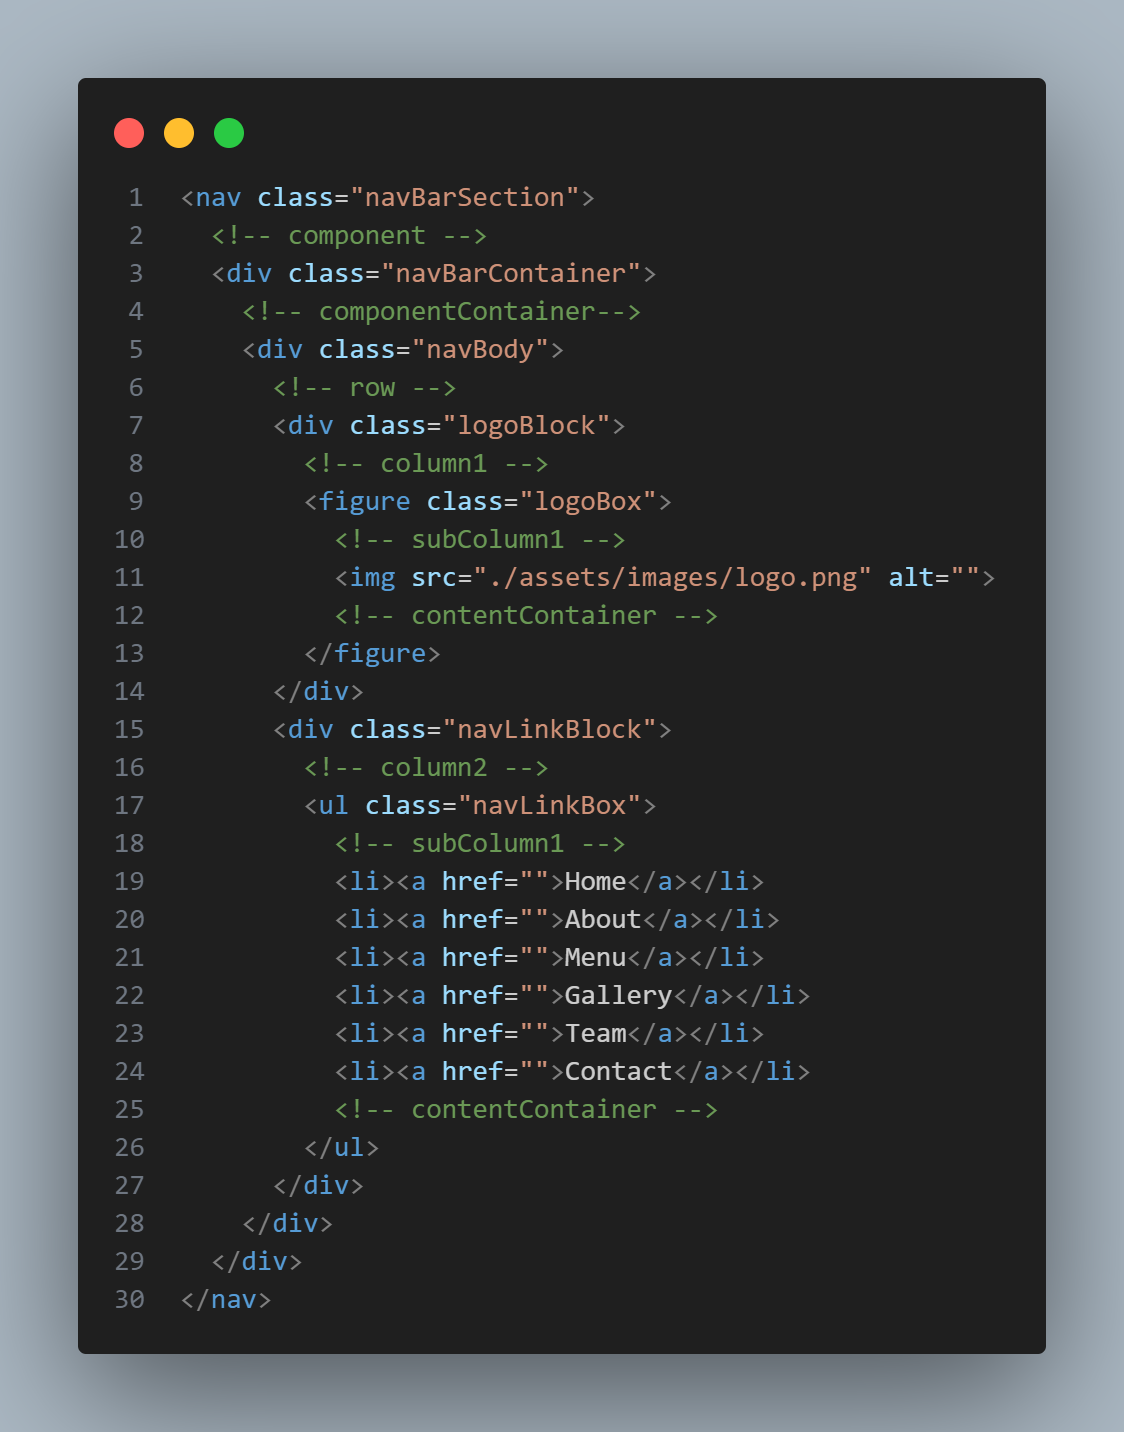 1 <nav class="navBarSection">
2   <!-- component -->
3   <div class="navBarContainer">
4     <!-- componentContainer-->
5     <div class="navBody">
6       <!-- row -->
7       <div class="logoBlock">
8         <!-- column1 -->
9         <figure class="logoBox">
10           <!-- subColumn1 -->
11           <img src="./assets/images/logo.png" alt="">
12           <!-- contentContainer -->
13         </figure>
14       </div>
15       <div class="navLinkBlock">
16         <!-- column2 -->
17         <ul class="navLinkBox">
18           <!-- subColumn1 -->
19           <li><a href="">Home</a></li>
20           <li><a href="">About</a></li>
21           <li><a href="">Menu</a></li>
22           <li><a href="">Gallery</a></li>
23           <li><a href="">Team</a></li>
24           <li><a href="">Contact</a></li>
25           <!-- contentContainer -->
26         </ul>
27       </div>
28     </div>
29   </div>
30 </nav>